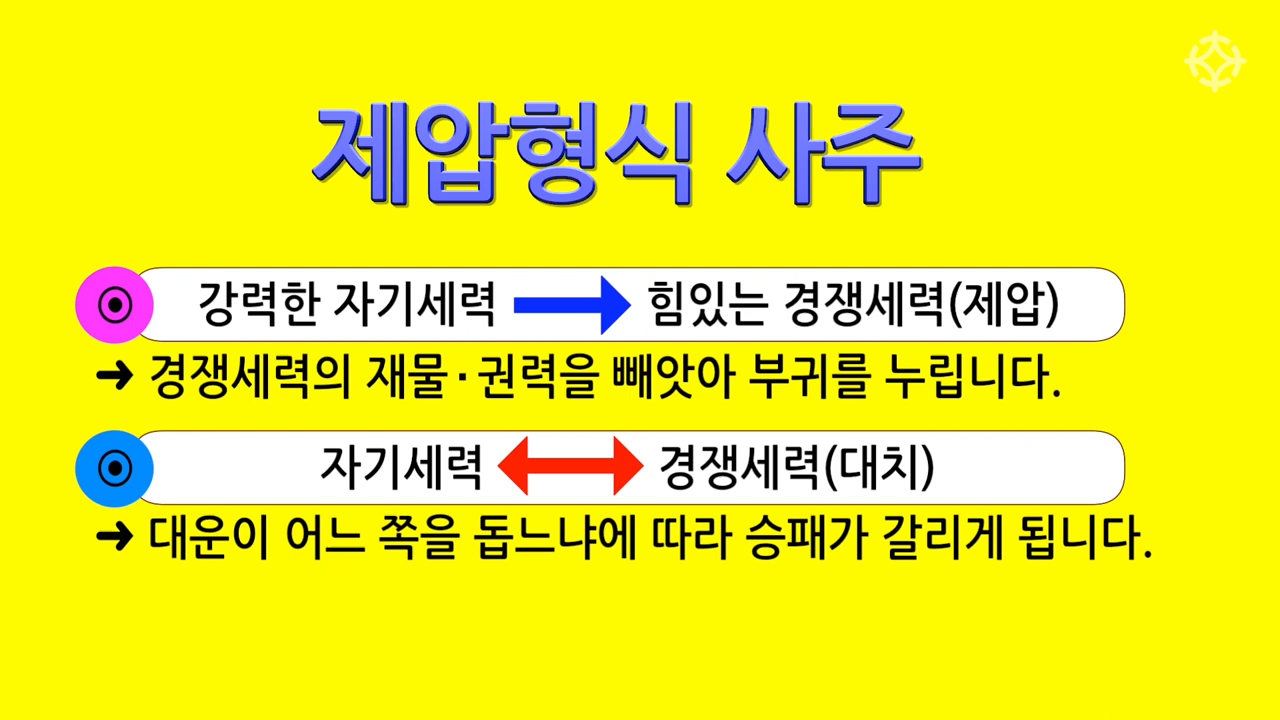 제압형식 사주
강력한 자기세력 → 힘있는 경쟁세력(제압)
➜ 경쟁세력의 재물·권력을 빼앗아 부귀를 누립니다.
자기세력 ↔ 경쟁세력(대치)
➜ 대운이 어느 쪽을 돕느냐에 따라 승패가 갈리게 됩니다.